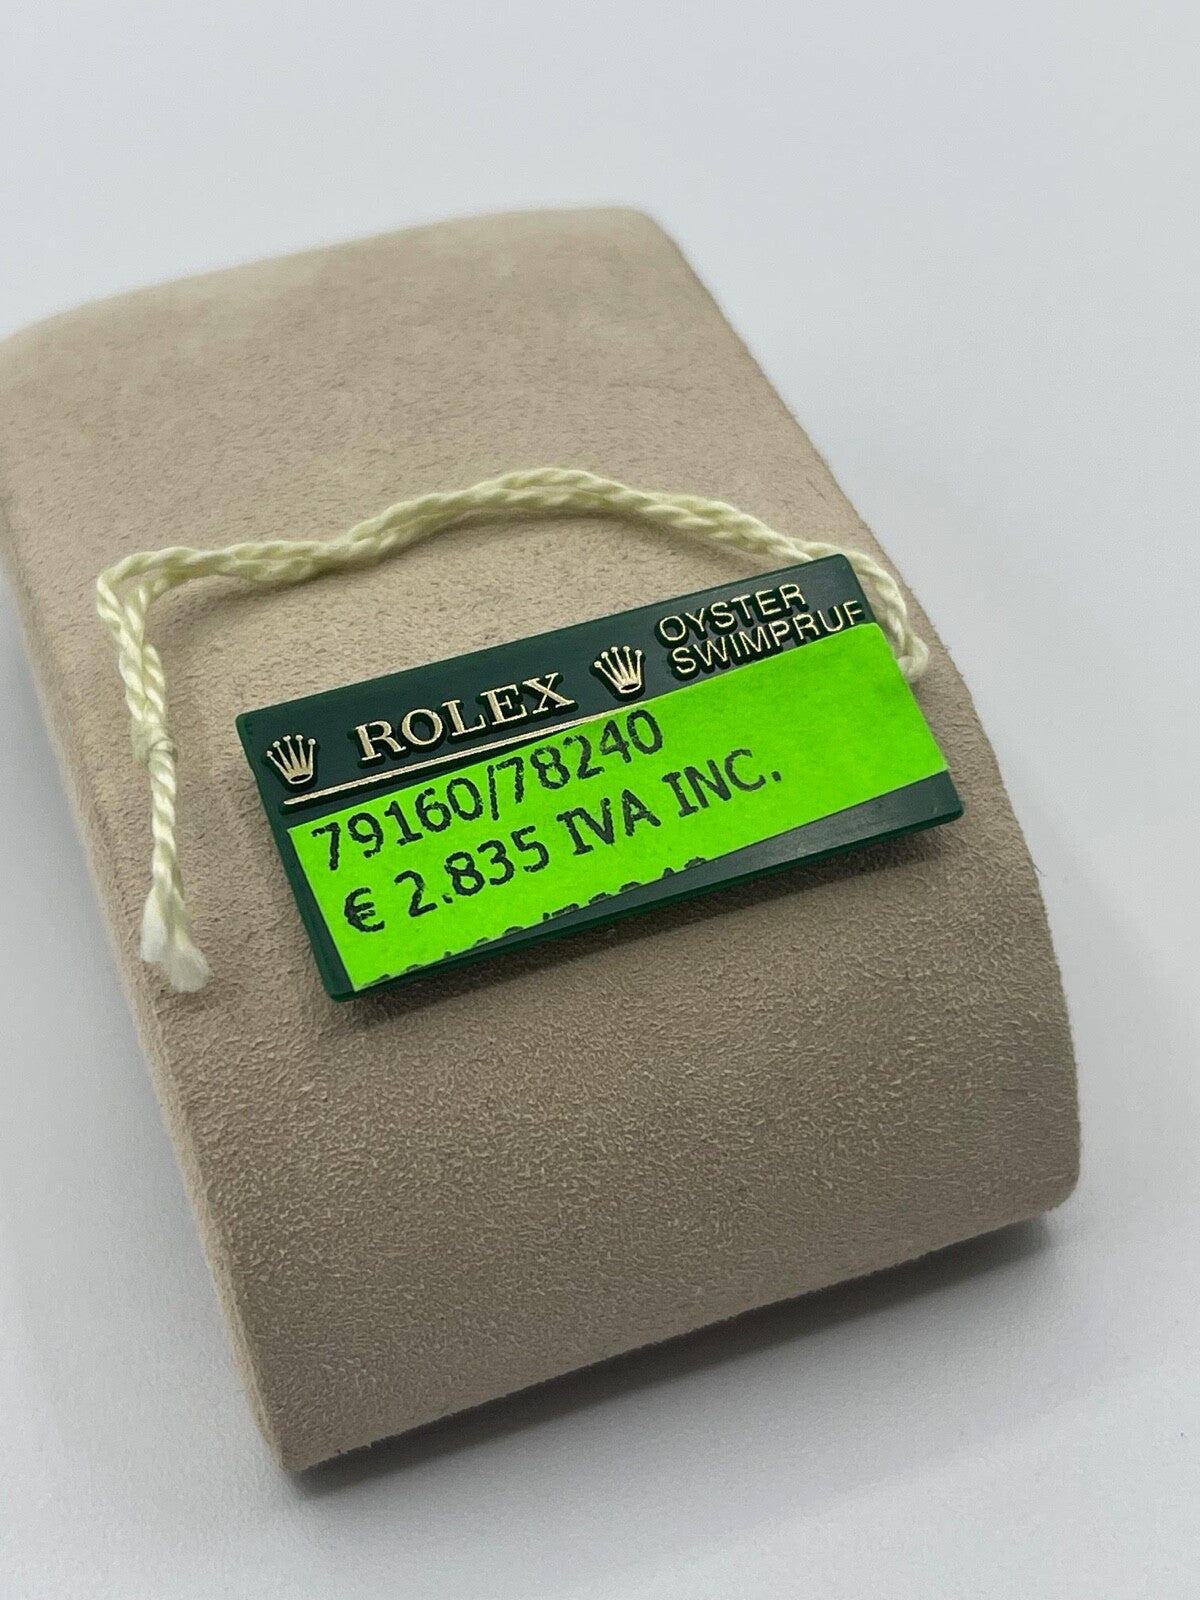 ROLEX
OYSTER
SWIMPRUF
79160/78240
€ 2.835 IVA INC.